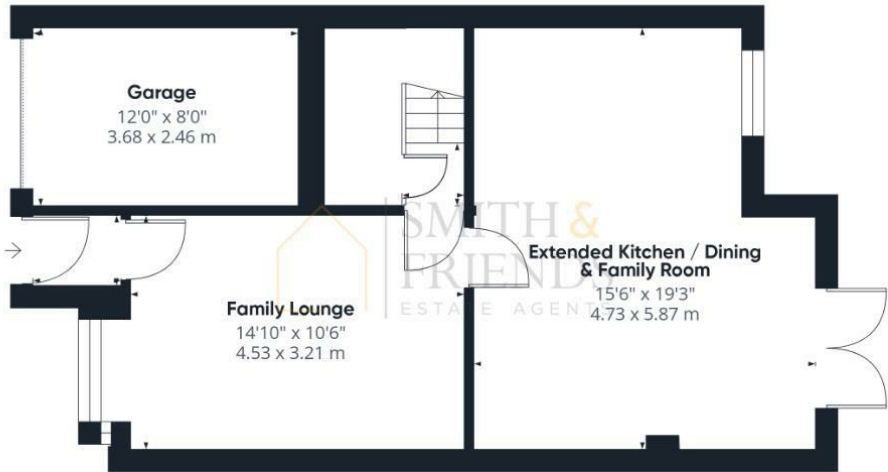 Garage
12'0" x 8'0"
3.68 x 2.46 m
SMITH &
FRIENDS
ESTATE AGENTS
Extended Kitchen / Dining
& Family Room
15'6" x 19'3"
4.73 x 5.87 m
Family Lounge
14'10" x 10'6"
4.53 x 3.21 m